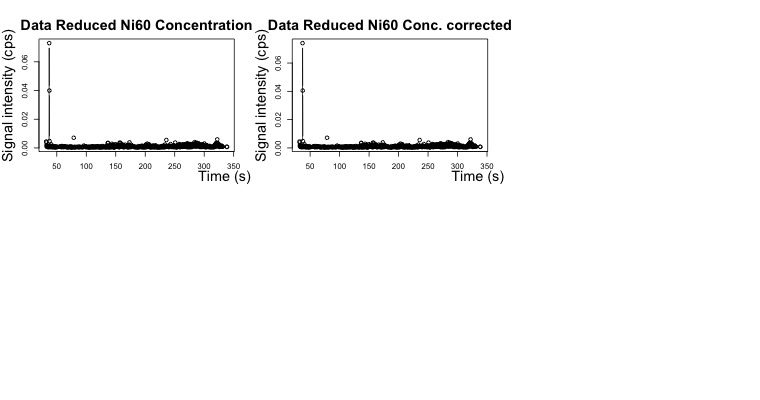 Data Reduced Ni60 Concentration
Signal intensity (cps)
0.00 0.02 0.04 0.06
50 100 150 200 250 300 350
Time (s)
Data Reduced Ni60 Conc. corrected
Signal intensity (cps)
0.00 0.02 0.04 0.06
50 100 150 200 250 300 350
Time (s)